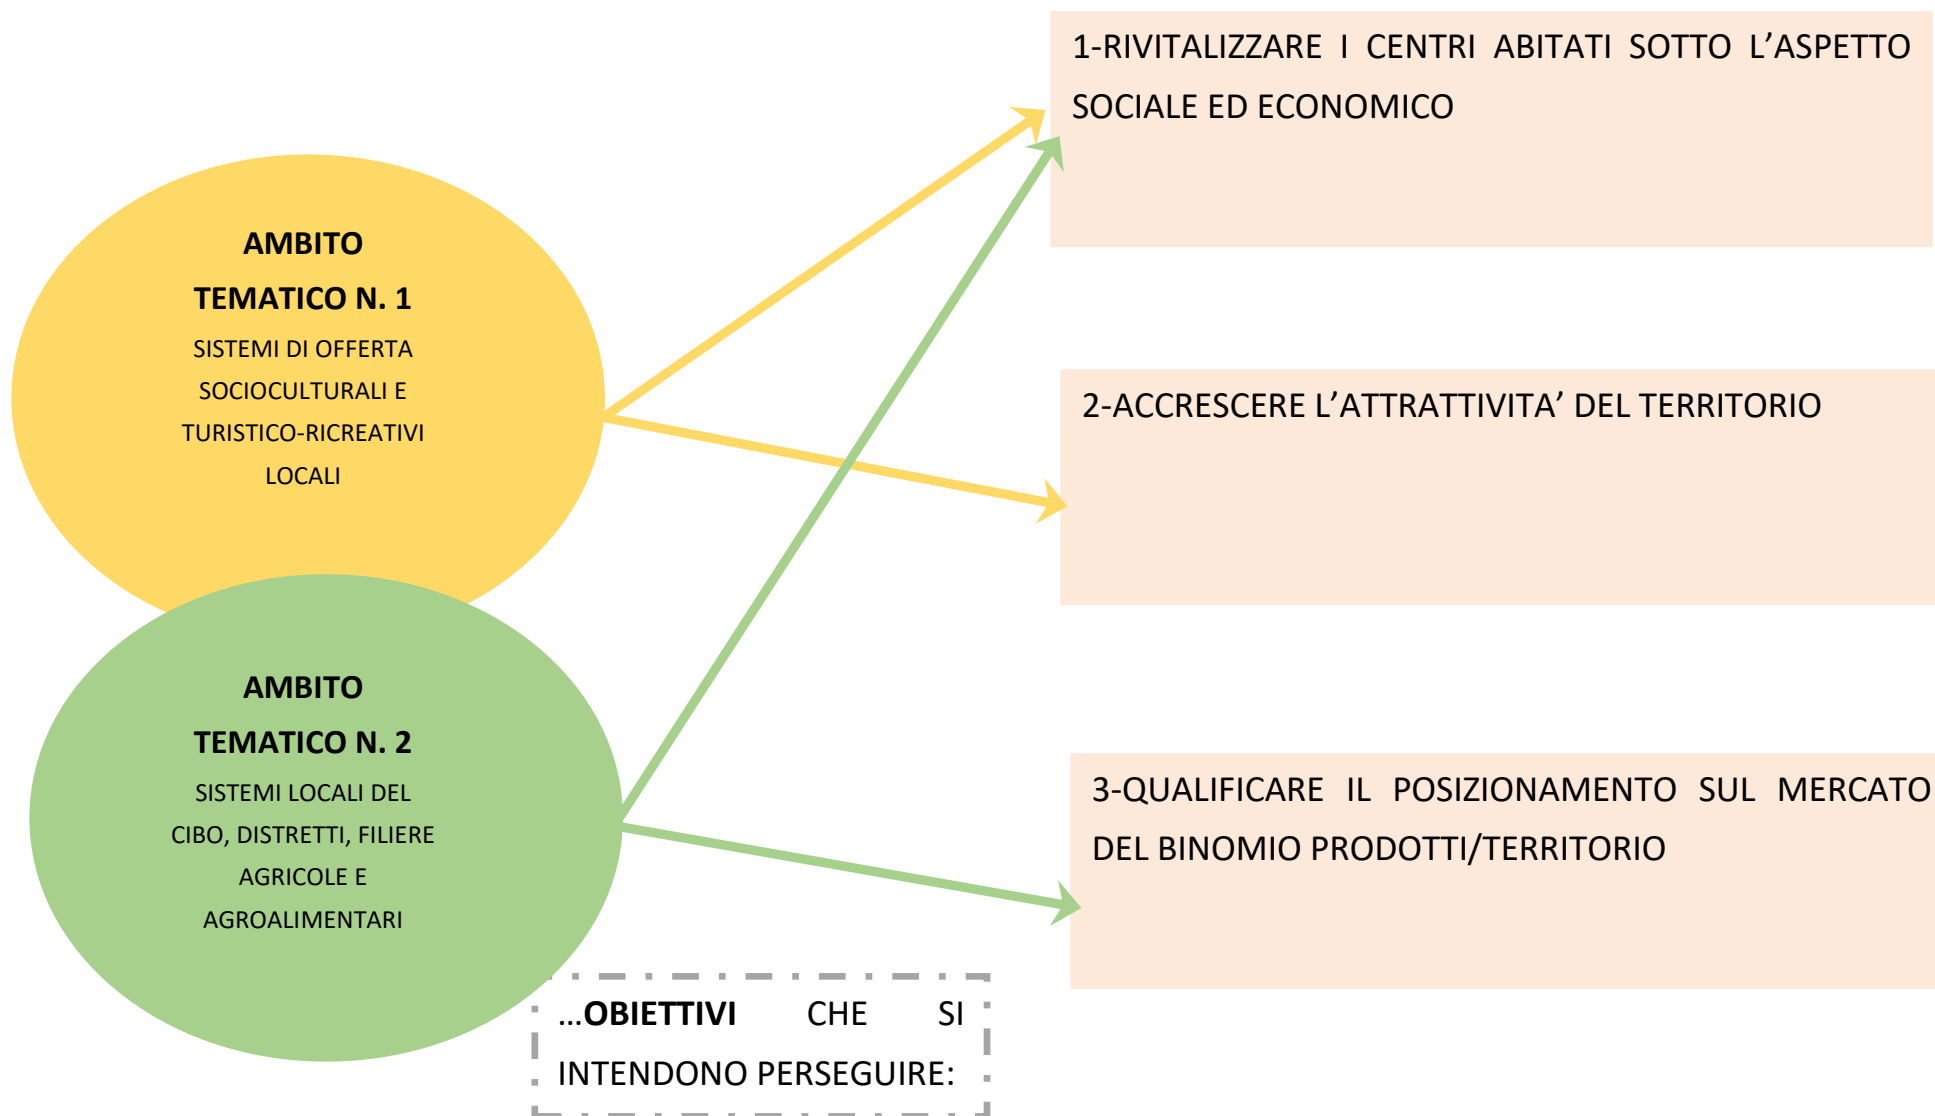 AMBITO
TEMATICO N. 1
SISTEMI DI OFFERTA
SOCIOCULTURALI E
TURISTICO-RICREATIVI
LOCALI
AMBITO
TEMATICO N. 2
SISTEMI LOCALI DEL
CIBO, DISTRETTI, FILIERE
AGRICOLE E
AGROALIMENTARI
...OBIETTIVI CHE SI
INTENDONO PERSEGUIRE:
1-RIVITALIZZARE I CENTRI ABITATI SOTTO L’ASPETTO
SOCIALE ED ECONOMICO
2-ACCRESCERE L’ATTRATTIVITA’ DEL TERRITORIO
3-QUALIFICARE IL POSIZIONAMENTO SUL MERCATO
DEL BINOMIO PRODOTTI/TERRITORIO